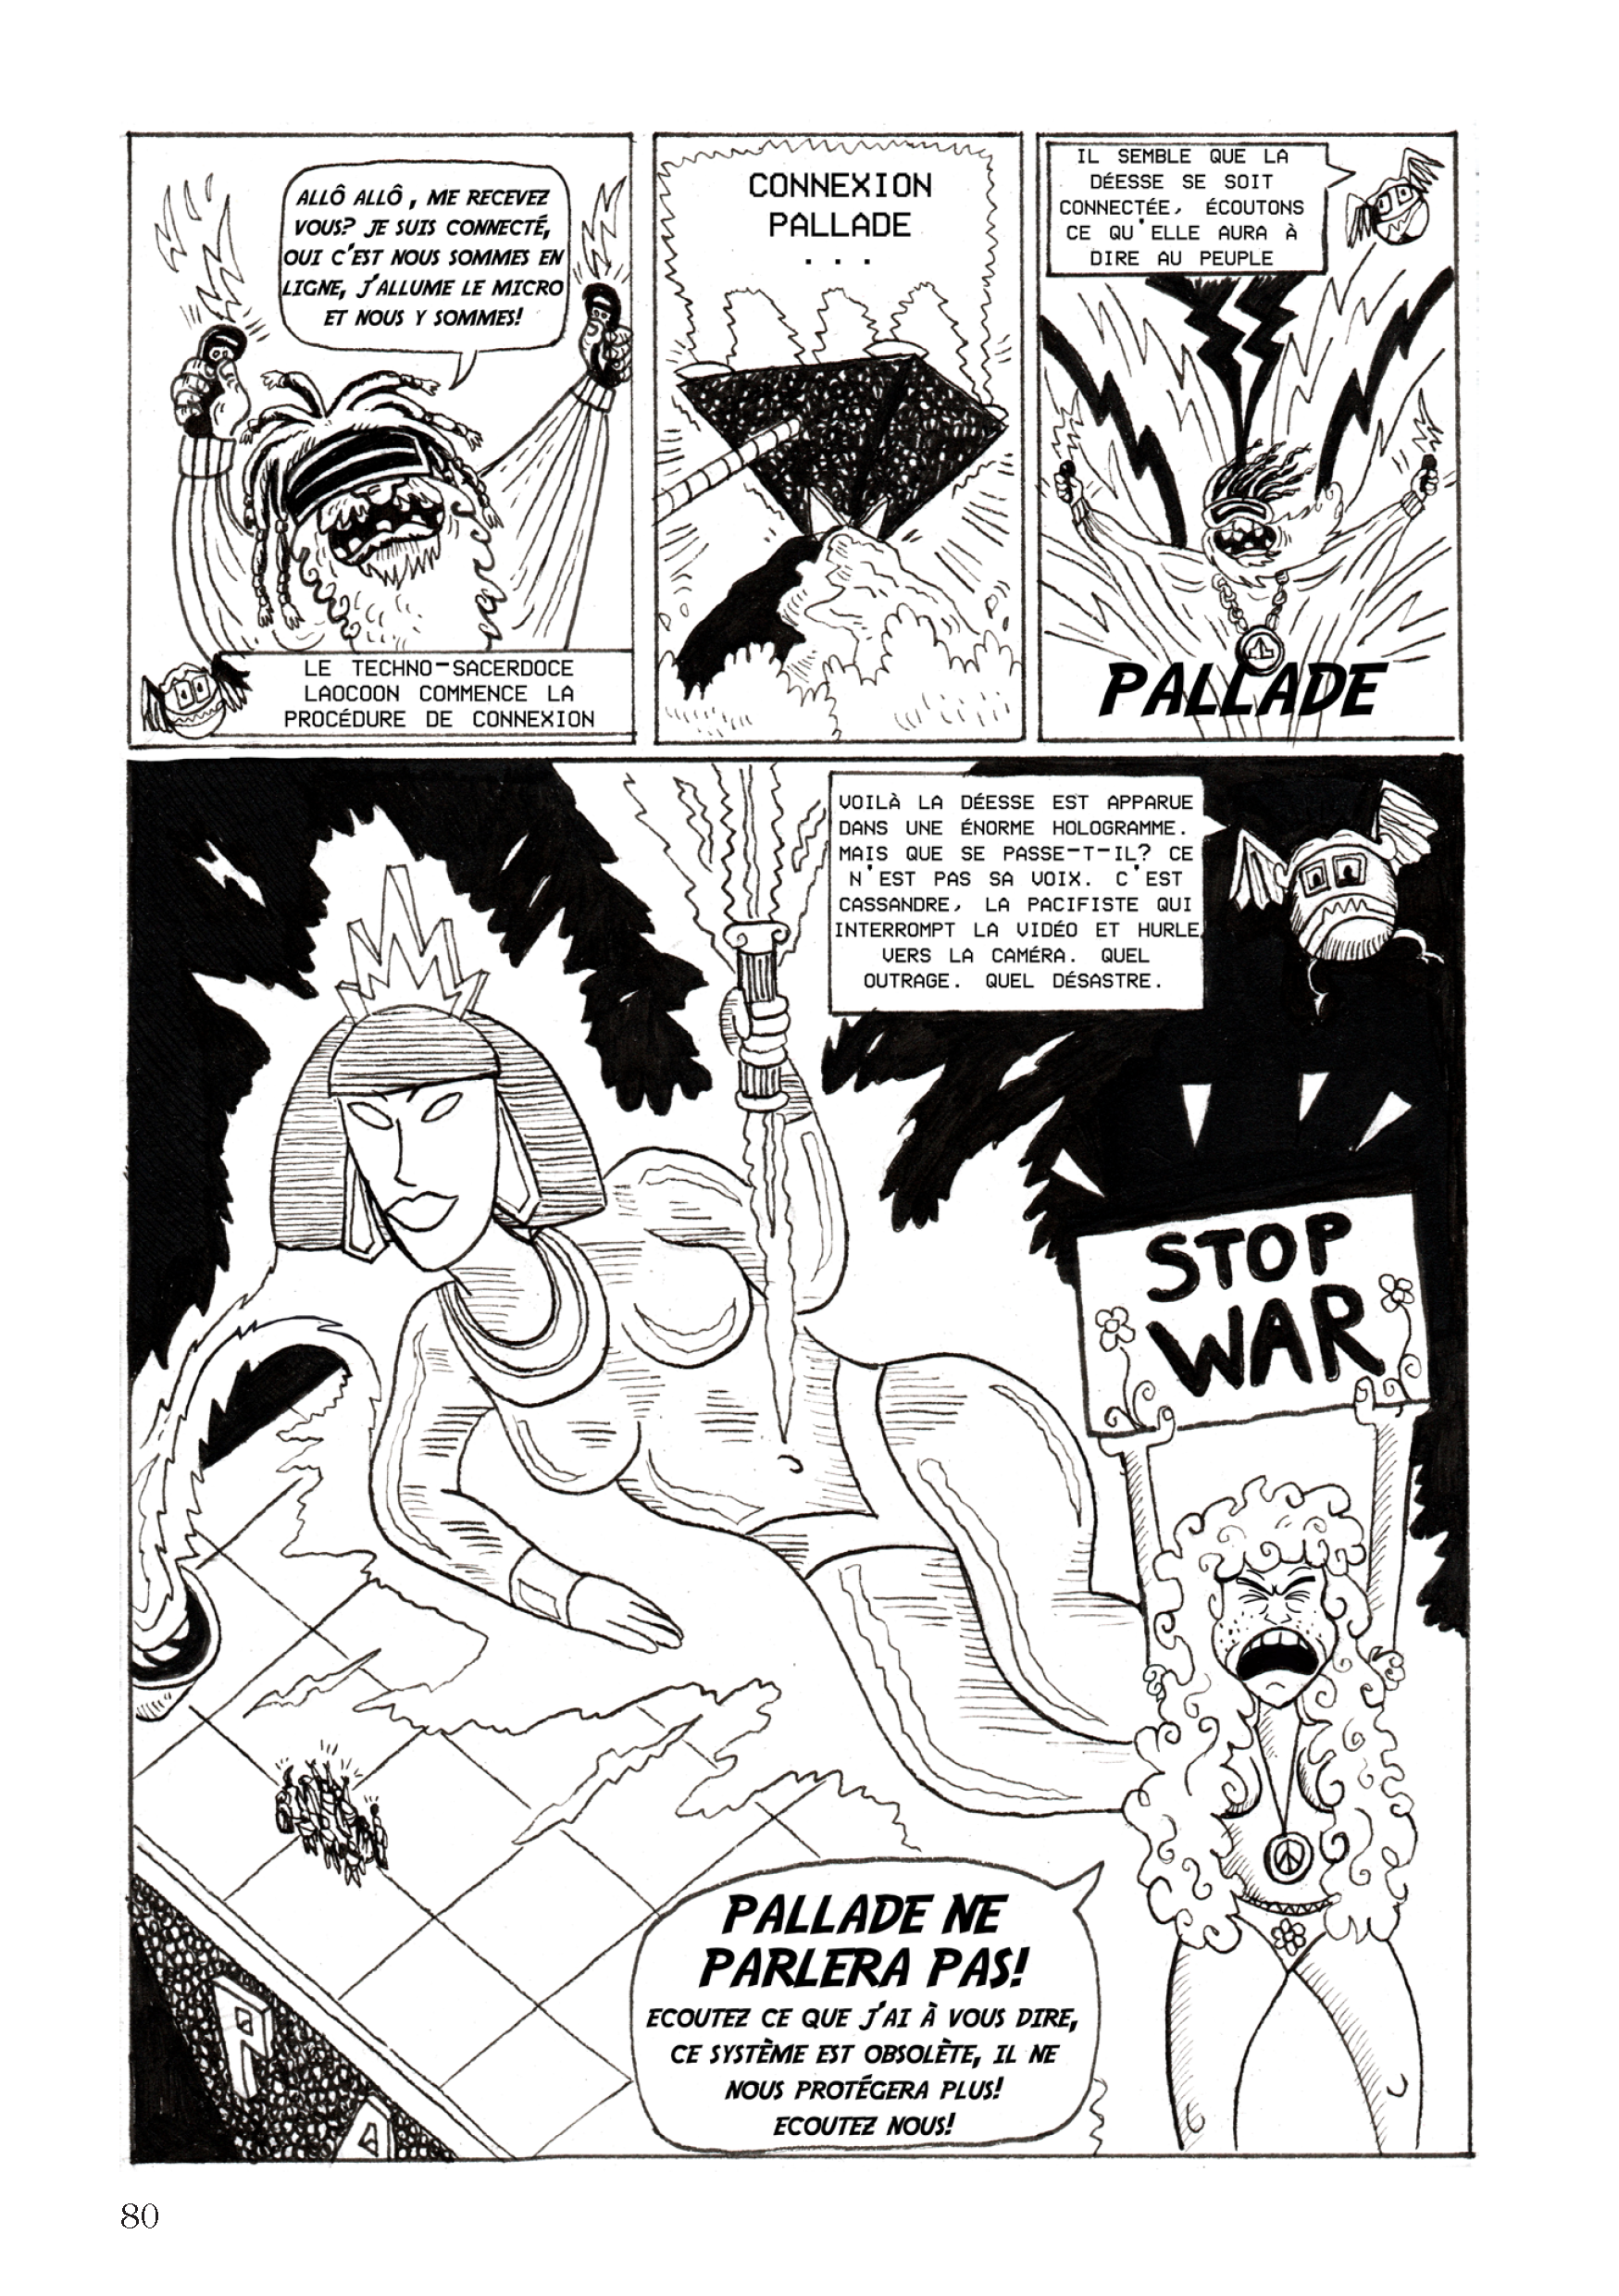 ALLÔ ALLÔ , ME RECEVEZ
VOUS? JE SUIS CONNECTÉ,
OUI C'EST NOUS SOMMES EN
LIGNE, J'ALLUME LE MICRO
ET NOUS Y SOMMES!
LE TECHNO-SACERDOCE
LAOCOON COMMENCE LA
PROCÉDURE DE CONNEXION
CONNEXION
PALLADE
...
IL SEMBLE QUE LA
DÉESSE SE SOIT
CONNECTÉE, ÉCOUTONS
CE QU'ELLE AURA À
DIRE AU PEUPLE
PALLADE
VOILÀ LA DÉESSE EST APPARUE
DANS UNE ÉNORME HOLOGRAMME.
MAIS QUE SE PASSE-T-IL? CE
N'EST PAS SA VOIX. C'EST
CASSANDRE, LA PACIFISTE QUI
INTERROMPT LA VIDÉO ET HURLE
VERS LA CAMÉRA. QUEL
OUTRAGE. QUEL DÉSASTRE.
STOP
WAR
PALLADE NE
PARLERA PAS!
ECOUTEZ CE QUE J'AI À VOUS DIRE,
CE SYSTÈME EST OBSOLÈTE, IL NE
NOUS PROTÉGERA PLUS!
ECOUTEZ NOUS!
80